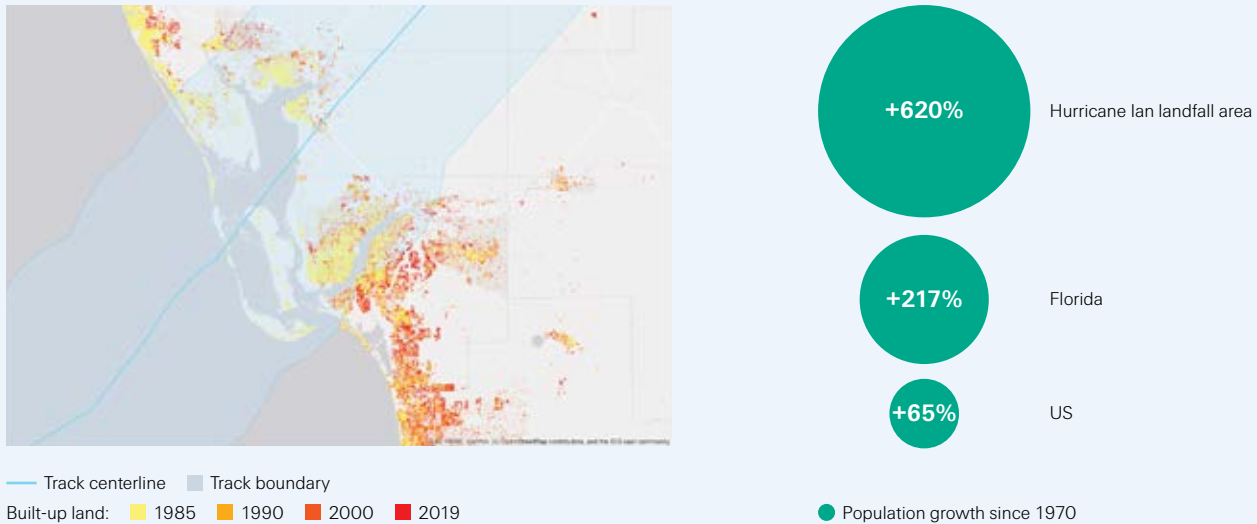 +620%
Hurricane Ian landfall area
+217%
Florida
+65%
US
Track centerline
Track boundary
Built-up land:
1985
1990
2000
2019
Population growth since 1970